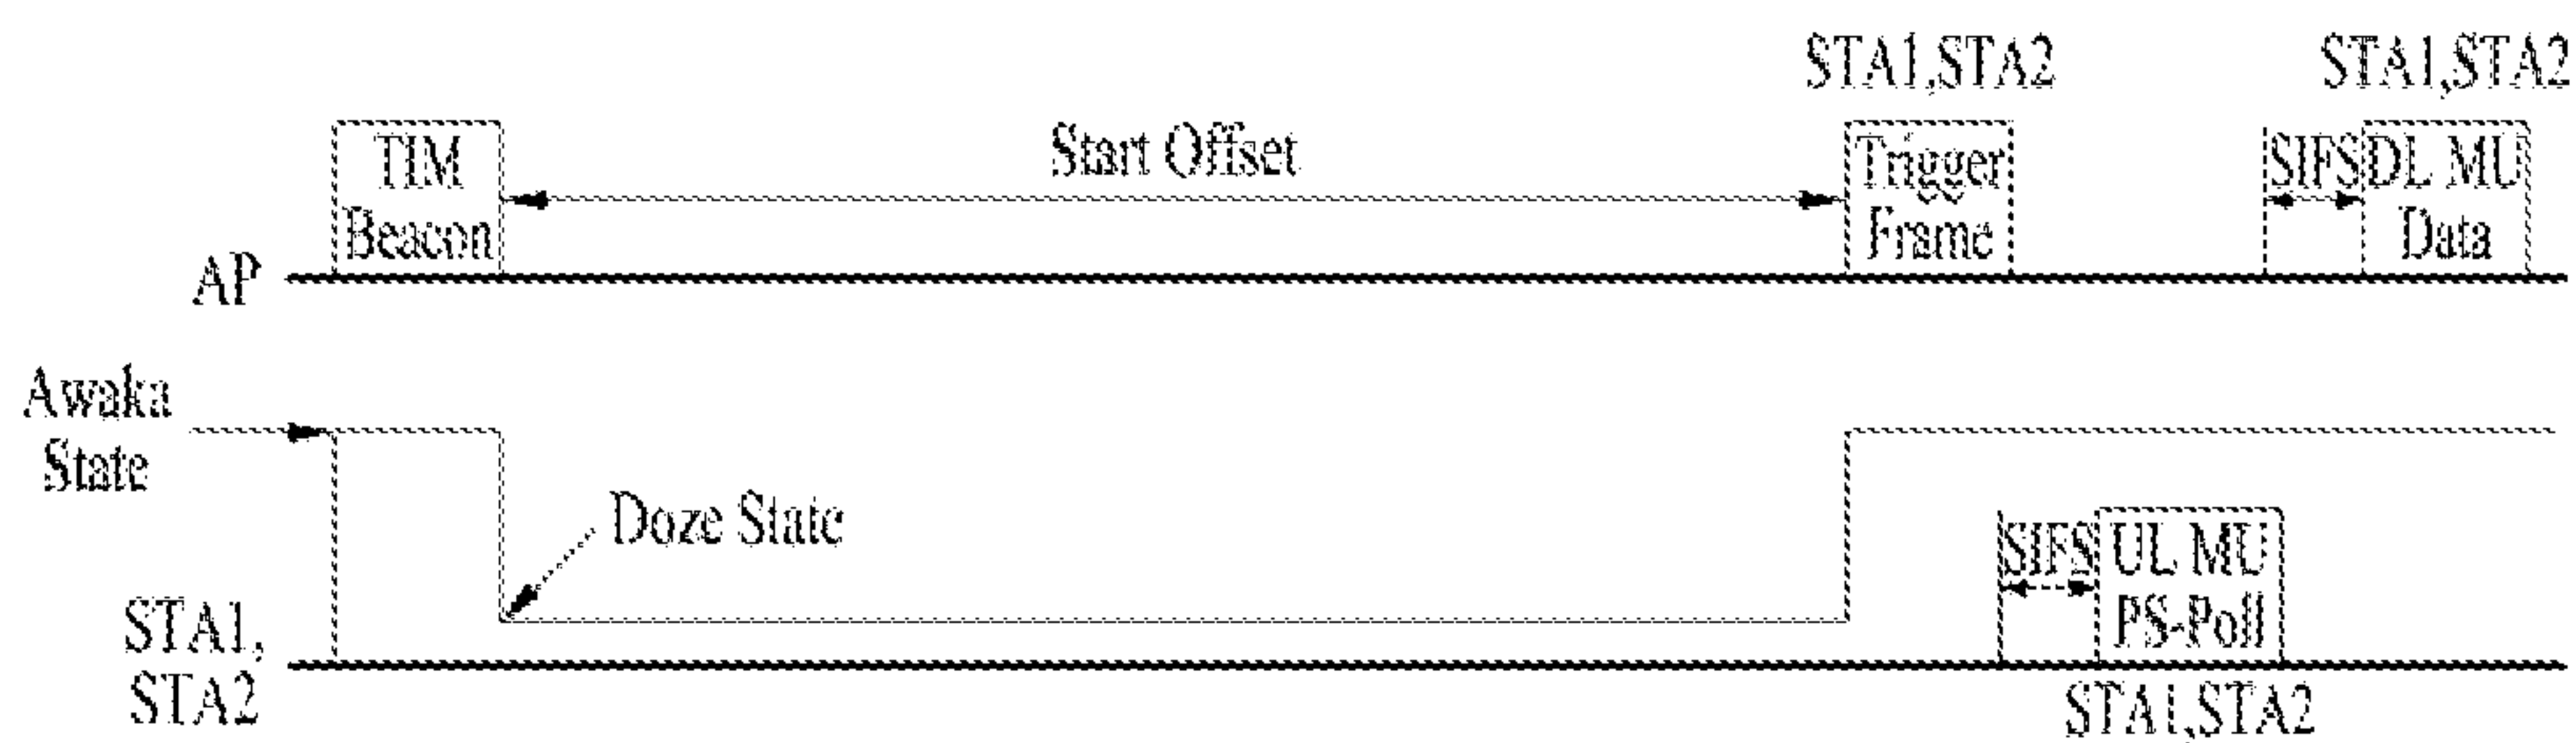 STA1,STA2
STA1,STA2
TIM
Beacon
Start Offset
Trigger
Frame
SIFS
DL MU
Data
AP
Awaka
State
Doze State
SIFS
UL MU
PS-Poll
STA1,
STA2
STA1,STA2